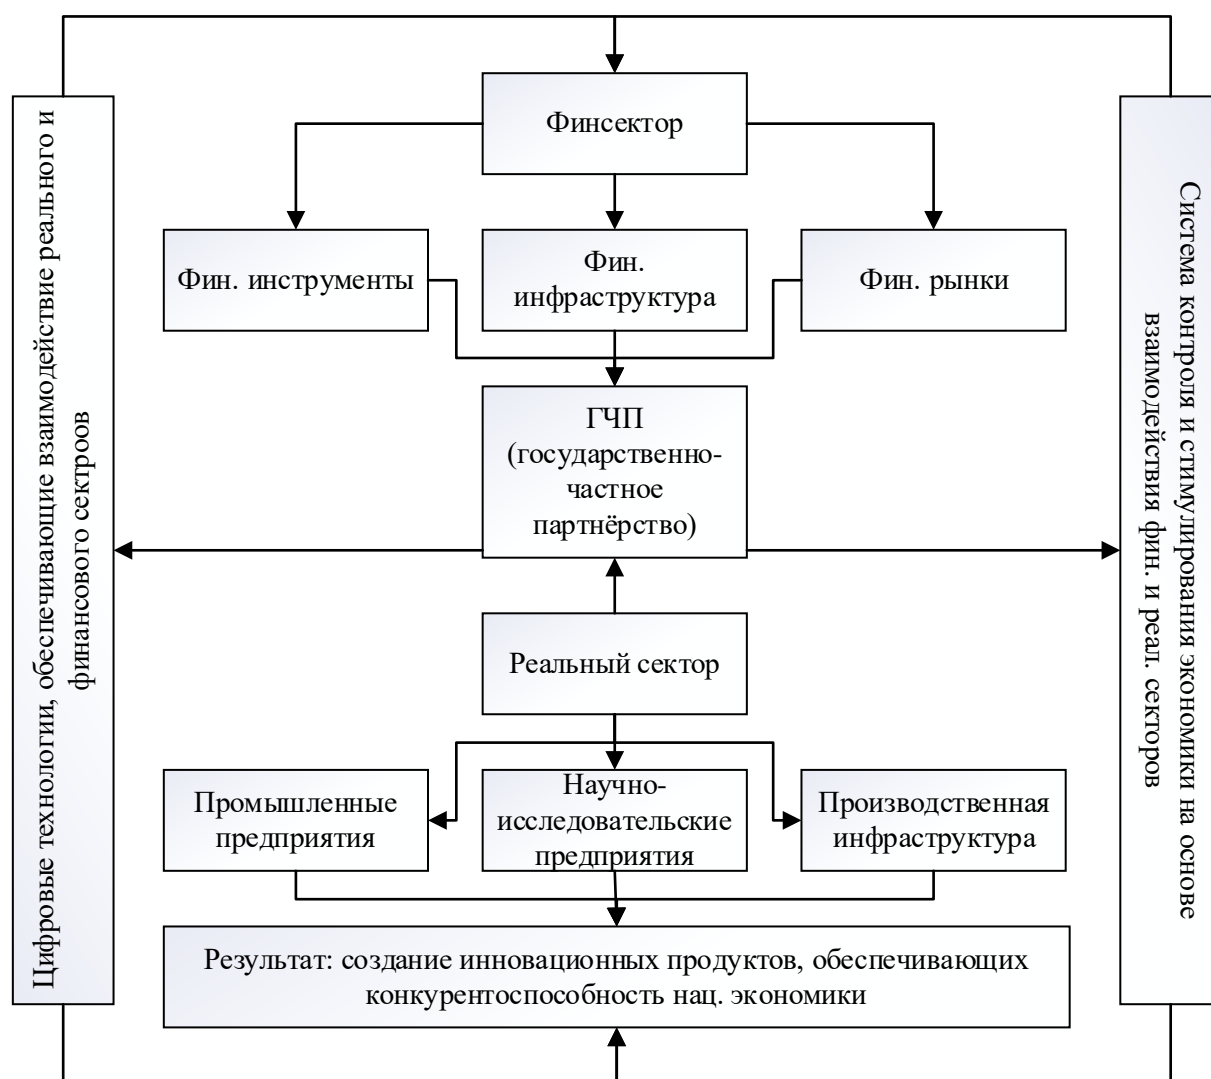 Цифровые технологии, обеспечивающие взаимодействие реального и
финансового сектроов
Финсектор
Фин. инструменты
Фин.
инфраструктура
Фин. рынки
ГЧП
(государственно-
частное
партнёрство)
Реальный сектор
Промышленные
предприятия
Научно-
исследовательские
предприятия
Производственная
инфраструктура
Результат: создание инновационных продуктов, обеспечивающих
конкурентоспособность нац. экономики
Система контроля и стимулирования экономики на основе
взаимодействия фин. и реал. секторов